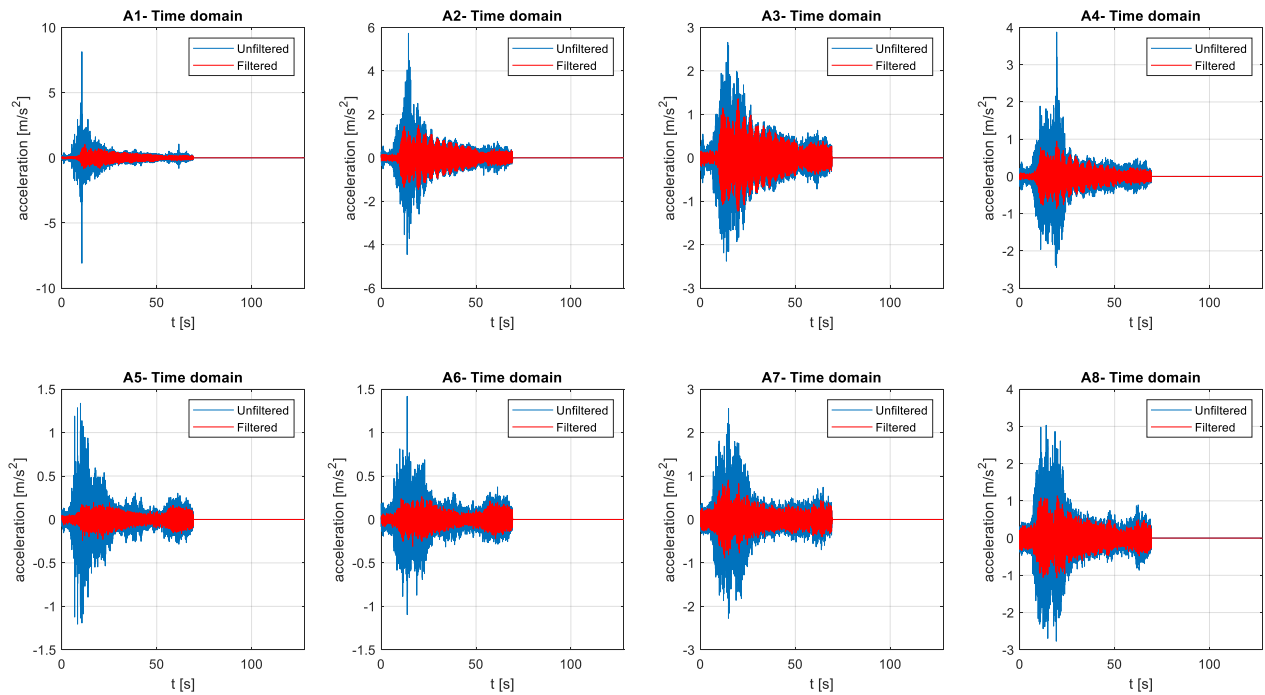 A1- Time domain
A2- Time domain
A3- Time domain
A4- Time domain
10
5
0
-5
-10
acceleration [m/s²]
Unfiltered
Filtered
0
50
100
t [s]
6
4
2
0
-2
-4
-6
acceleration [m/s²]
Unfiltered
Filtered
0
50
100
t [s]
3
2
1
0
-1
-2
-3
acceleration [m/s²]
Unfiltered
Filtered
0
50
100
t [s]
4
3
2
1
0
-1
-2
-3
acceleration [m/s²]
Unfiltered
Filtered
0
50
100
t [s]
A5- Time domain
A6- Time domain
A7- Time domain
A8- Time domain
1.5
1
0.5
0
-0.5
-1
-1.5
acceleration [m/s²]
Unfiltered
Filtered
0
50
100
t [s]
1.5
1
0.5
0
-0.5
-1
-1.5
acceleration [m/s²]
Unfiltered
Filtered
0
50
100
t [s]
3
2
1
0
-1
-2
-3
acceleration [m/s²]
Unfiltered
Filtered
0
50
100
t [s]
4
3
2
1
0
-1
-2
-3
acceleration [m/s²]
Unfiltered
Filtered
0
50
100
t [s]